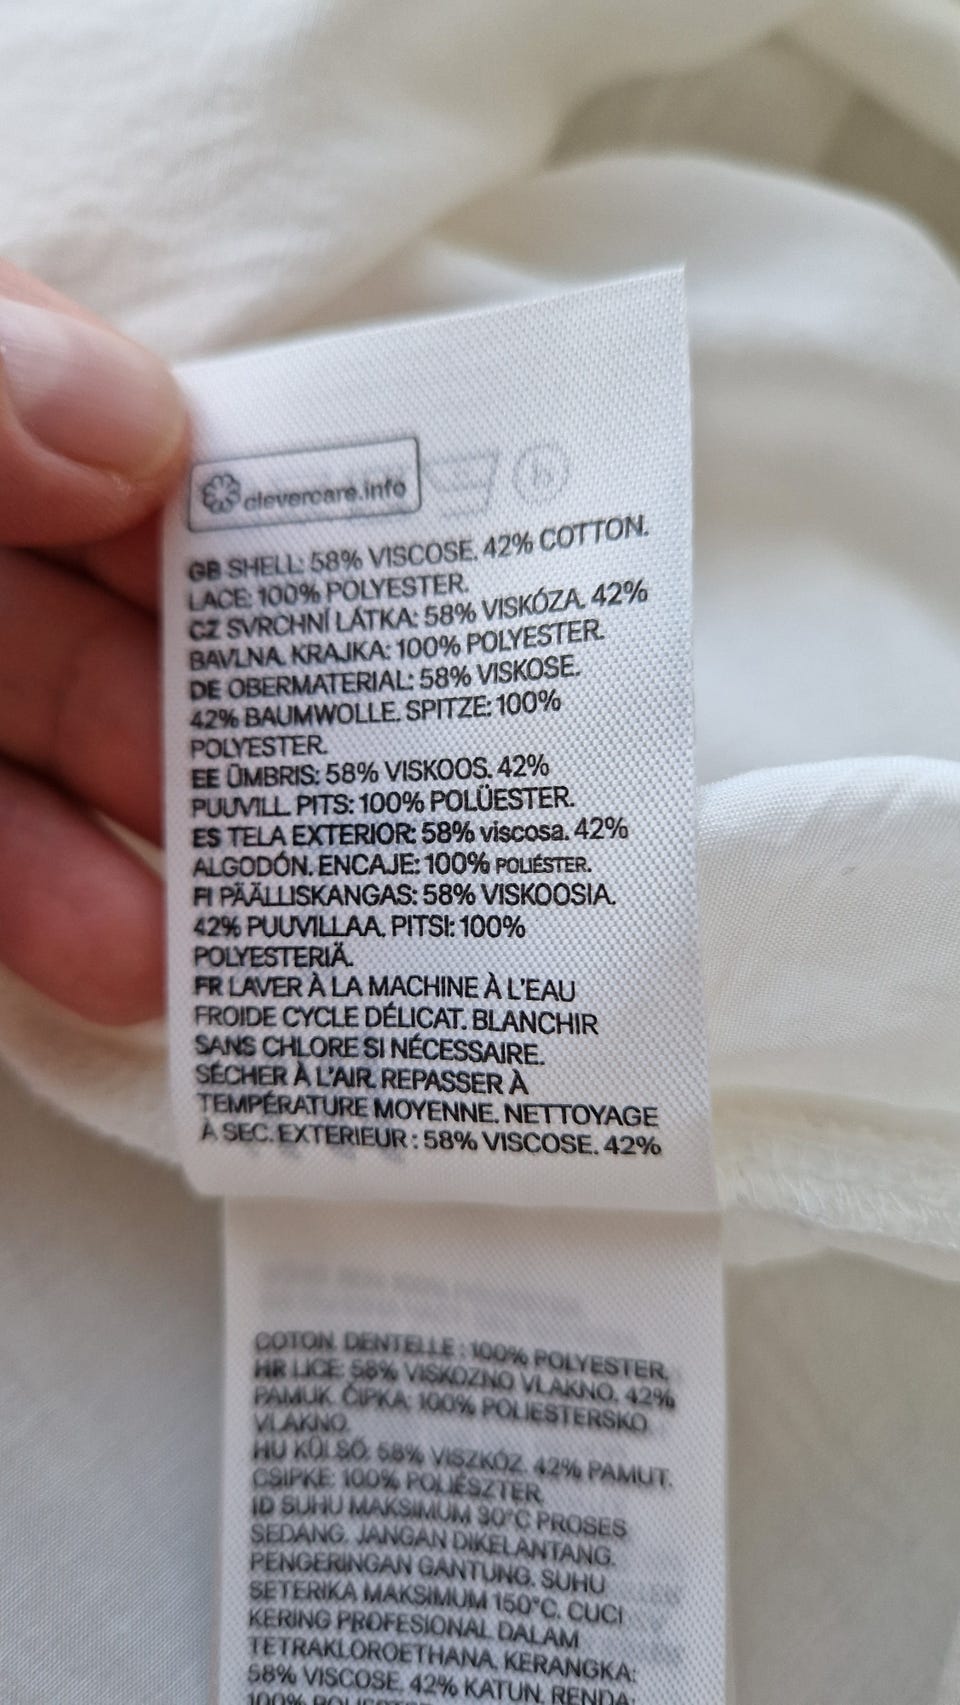 clevercare.info
GB SHELL: 58% VISCOSE. 42% COTTON.
LACE: 100% POLYESTER.
CZ SVRCHNÍ LÁTKA: 58% VISKÓZA. 42%
BAVLNA. KRAJKA: 100% POLYESTER.
DE OBERMATERIAL: 58% VISKOSE.
42% BAUMWOLLE. SPITZE: 100%
POLYESTER.
EE ÜMBRIS: 58% VISKOOS. 42%
PUUVILL. PITS: 100% POLÜESTER.
ES TELA EXTERIOR: 58% viscosa. 42%
ALGODÓN. ENCAJE: 100% POLIÉSTER.
FI PÄÄLLISKANGAS: 58% VISKOOSIA.
42% PUUVILLAA. PITSI: 100%
POLYESTERIÄ.
FR LAVER À LA MACHINE À L'EAU
FROIDE CYCLE DÉLICAT. BLANCHIR
SANS CHLORE SI NÉCESSAIRE.
SÉCHER À L'AIR. REPASSER À
TEMPÉRATURE MOYENNE. NETTOYAGE
À SEC. EXTERIEUR : 58% VISCOSE. 42%
COTON. DENTELLE : 100% POLYESTER.
HR LICE: 58% VISKOZNO VLAKNO. 42%
PAMUK. ČIPKA: 100% POLIESTERSKO
VLAKNO.
HU KÜLSŐ: 58% VISZKÓZ. 42% PAMUT.
CSIPKE: 100% POLIÉSZTER.
ID SUHU MAKSIMUM 30°C PROSES
SEDANG. JANGAN DIKELANTANG.
PENGERINGAN GANTUNG. SUHU
SETERIKA MAKSIMUM 150°C. CUCI
KERING PROFESIONAL DALAM
TETRAKLOROETHANA. KERANGKA:
58% VISCOSE. 42% KATUN. RENDA:
100%